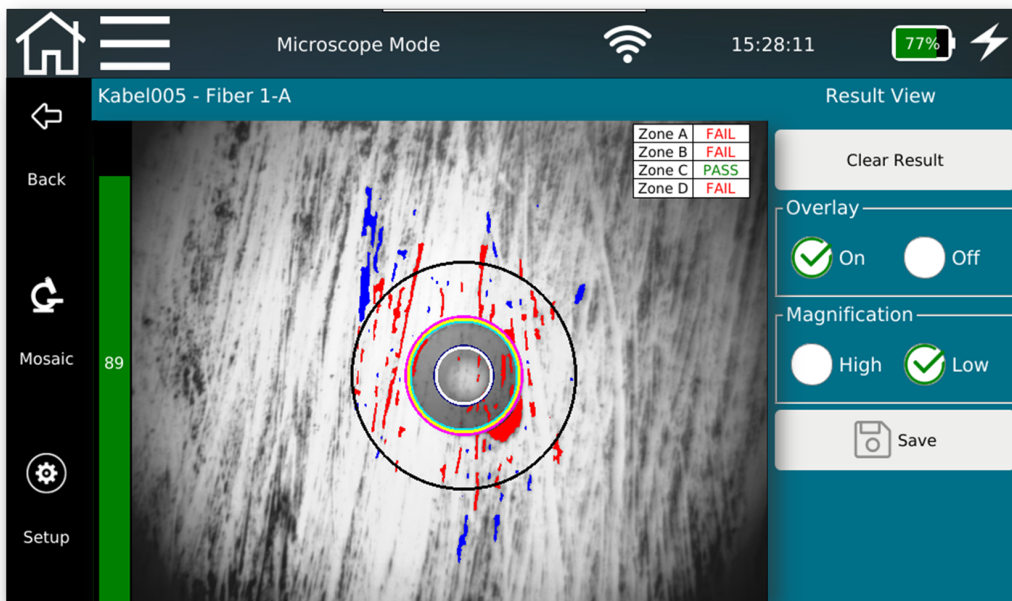 Microscope Mode
15:28:11
77%
Kabel005 - Fiber 1-A
Result View
Back
Mosaic
Setup
89
Zone A FAIL
Zone B FAIL
Zone C PASS
Zone D FAIL
Clear Result
Overlay
On Off
Magnification
High Low
Save